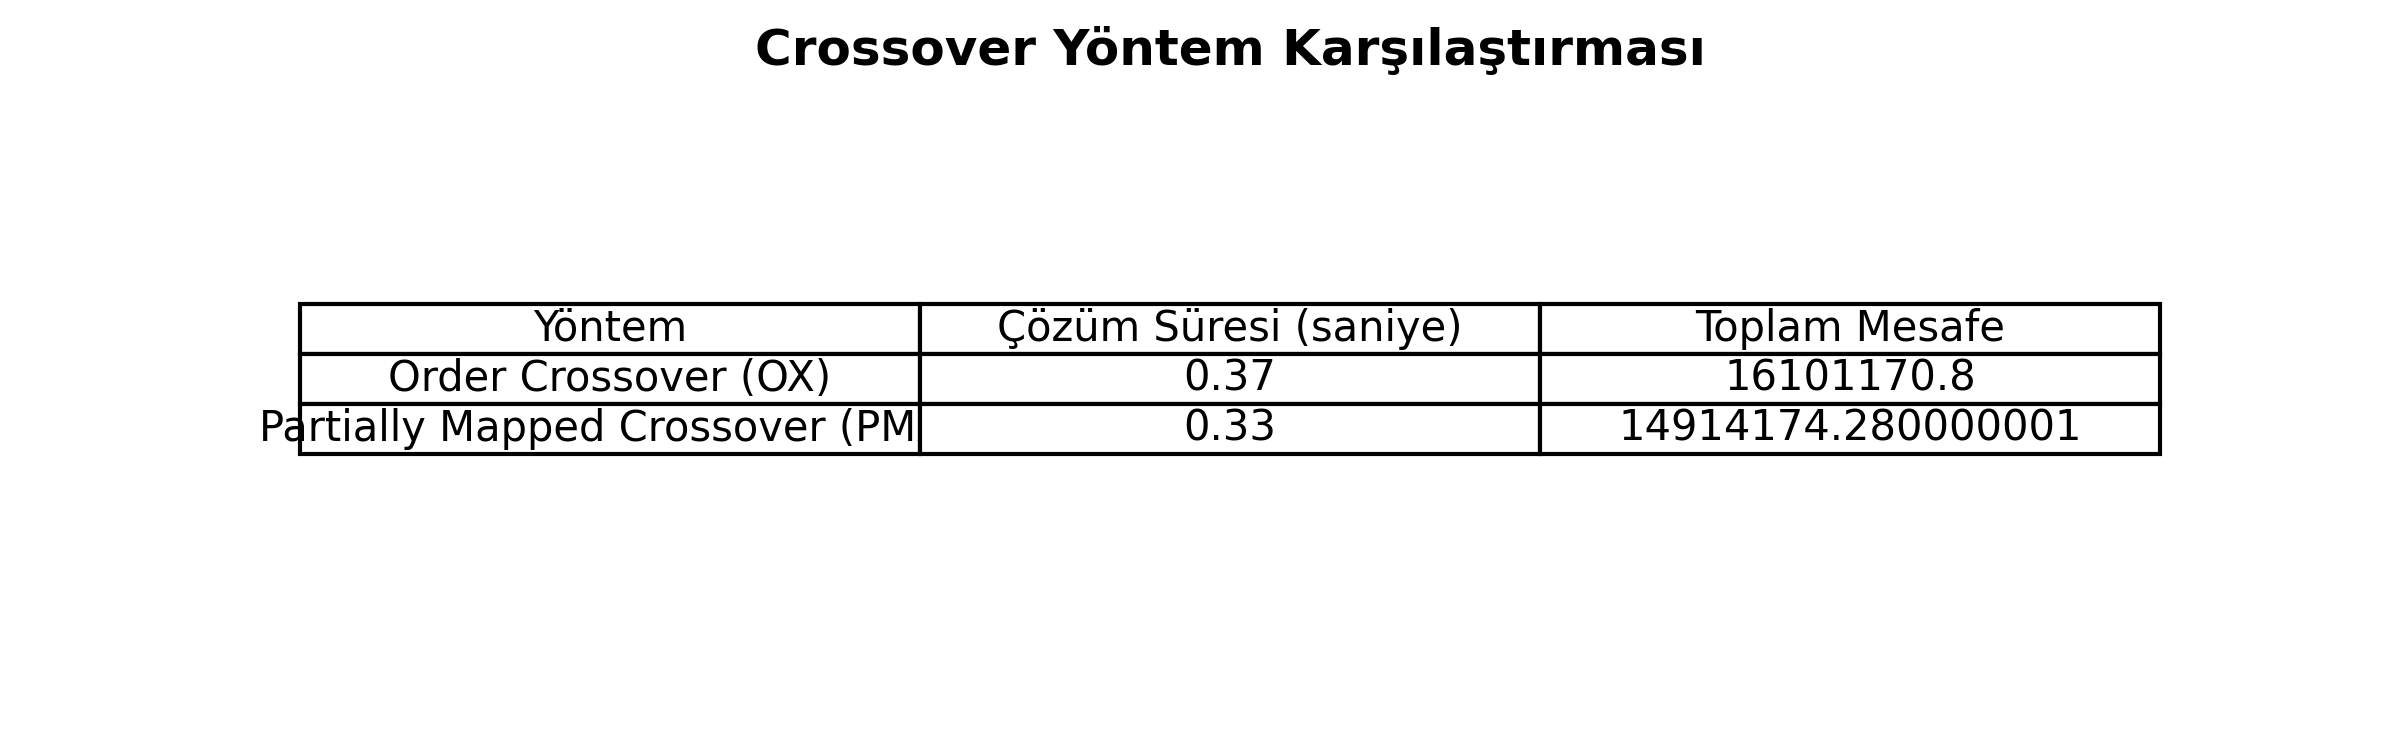 Crossover Yöntem Karşılaştırması
Yöntem Çözüm Süresi (saniye) Toplam Mesafe
Order Crossover (OX) 0.37 16101170.8
Partially Mapped Crossover (PM 0.33 14914174.280000001